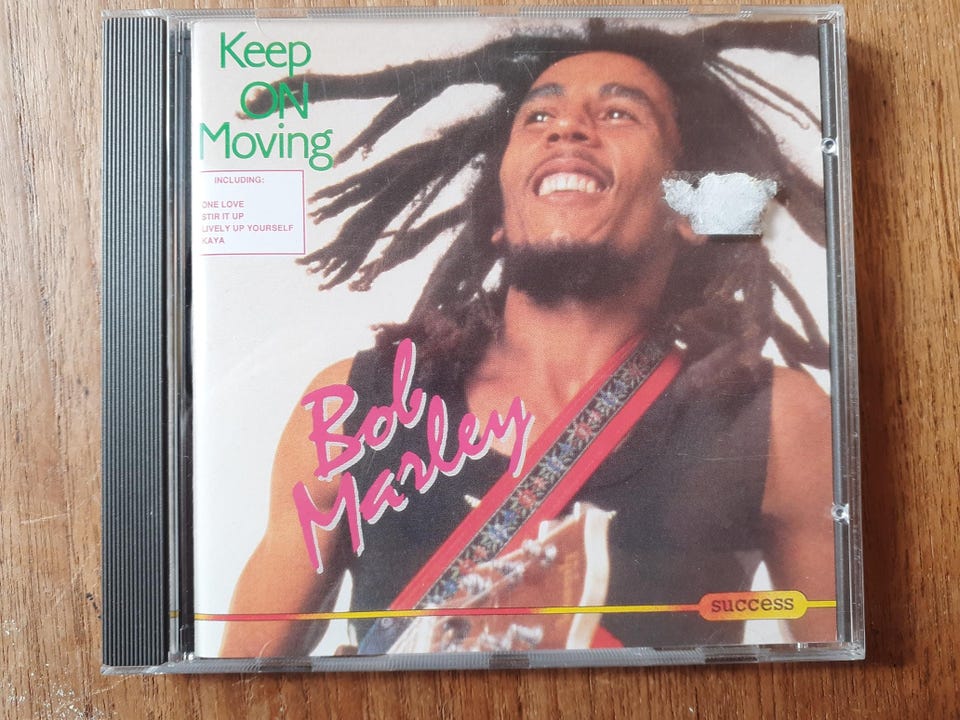 Keep
ON
Moving
INCLUDING:
ONE LOVE
STIR IT UP
LIVELY UP YOURSELF
KAYA
Bob
Marley
success